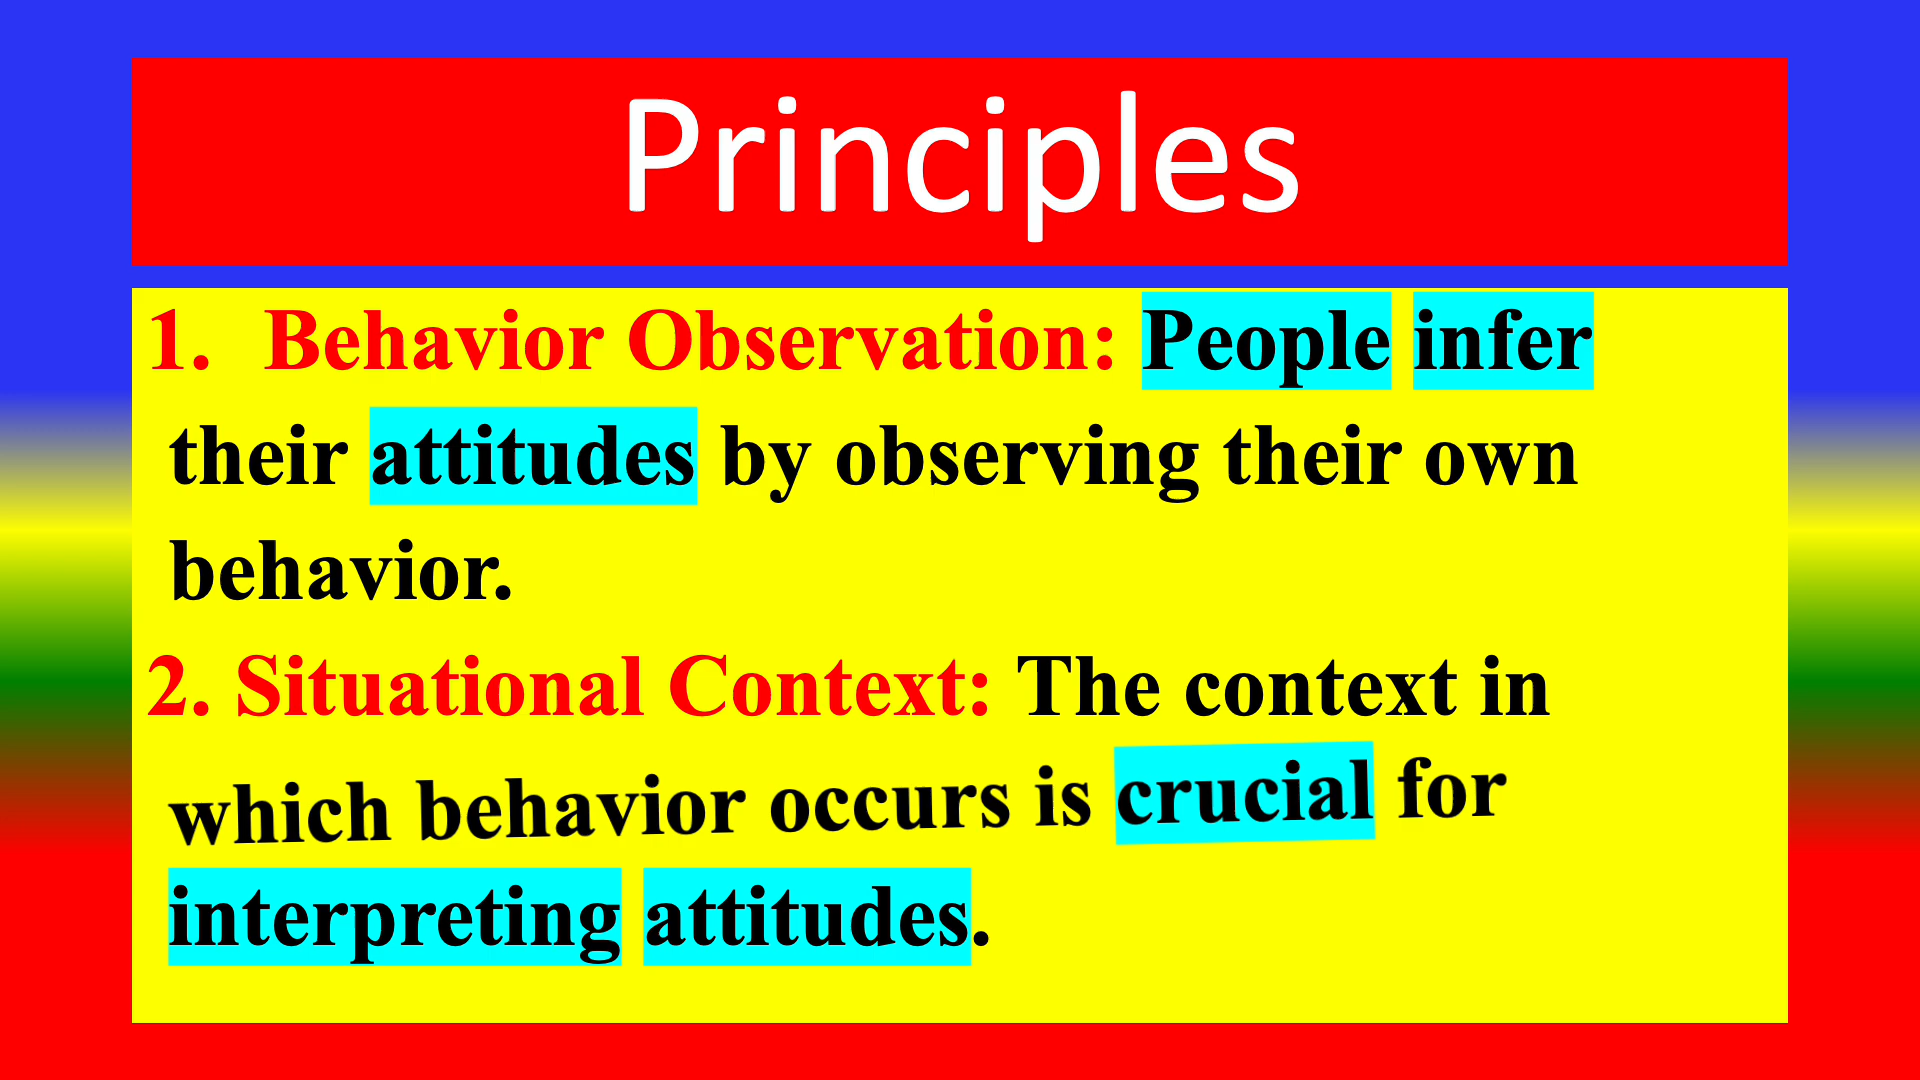 Principles
1. Behavior Observation: People infer
their attitudes by observing their own
behavior.
2. Situational Context: The context in
which behavior occurs is crucial for
interpreting attitudes.